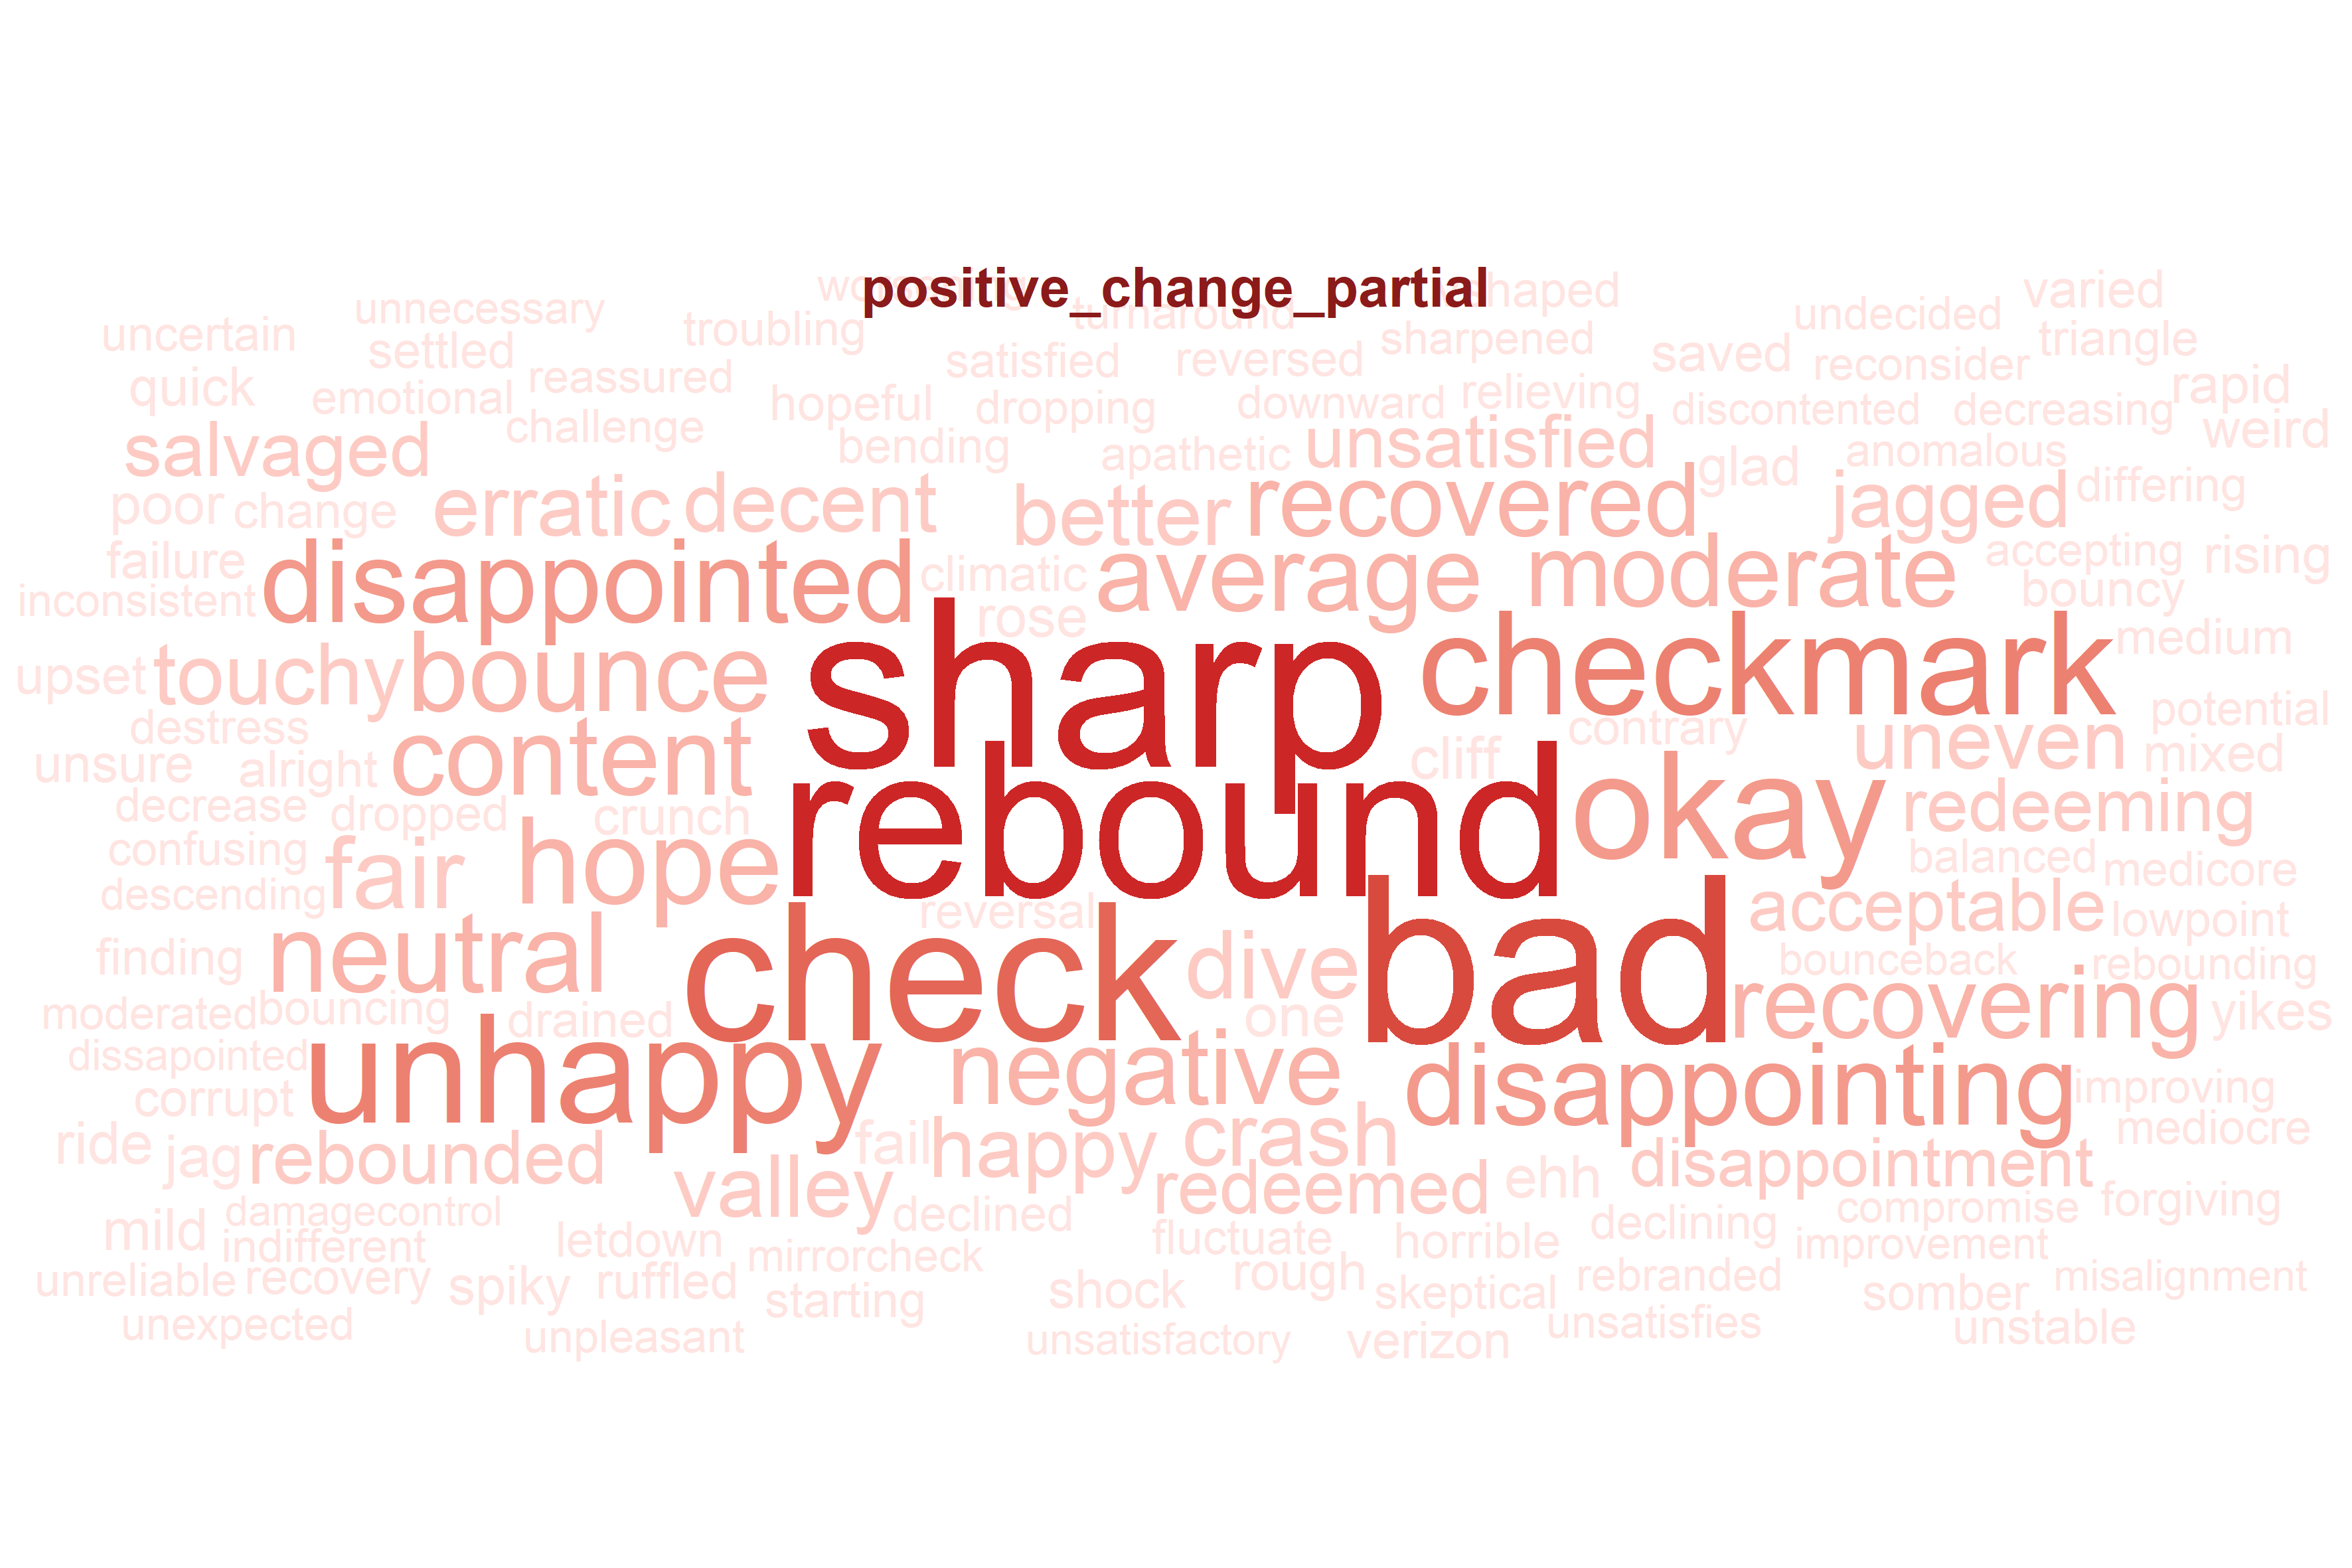 positive_change_partial
shaped
varied
unnecessary
turnaround
undecided
uncertain
troubling
sharpened
triangle
settled
satisfied
reversed
saved
reconsider
quick
emotional
reassured
hopeful
dropping
downward
relieving
discontented
decreasing
rapid
challenge
weird
salvaged
bending
apathetic
unsatisfied
glad
anomalous
poor
change
erratic
decent
better
recovered
jagged
differing
failure
disappointed
climatic
average
moderate
accepting
rising
inconsistent
rose
bouncy
upset
touchy
bounce
sharp
checkmark
medium
destress
contrary
potential
unsure
alright
content
cliff
uneven
mixed
decrease
dropped
crunch
rebound
okay
redeeming
confusing
fair
hope
balanced
medicore
descending
reversal
acceptable
lowpoint
finding
neutral
check
dive
bad
bounceback
rebounding
moderated
bouncing
drained
one
recovering
yikes
dissapointed
unhappy
negative
disappointing
corrupt
improving
ride
jag
rebounded
fail
happy
crash
mediocre
valley
redeemed
ehh
disappointment
mild
damagecontrol
declined
compromise
forgiving
indifferent
letdown
mirrorcheck
fluctuate
horrible
declining
improvement
unreliable
recovery
spiky
ruffled
starting
shock
rough
skeptical
rebranded
somber
misalignment
unexpected
unpleasant
unsatisfactory
verizon
unsatisfies
unstable